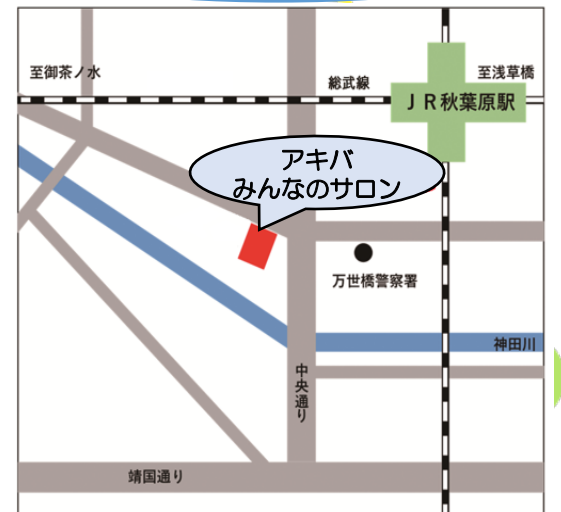 至御茶ノ水
総武線
至浅草橋
JR秋葉原駅
アキバ
みんなのサロン
万世橋警察署
神田川
中央通り
靖国通り